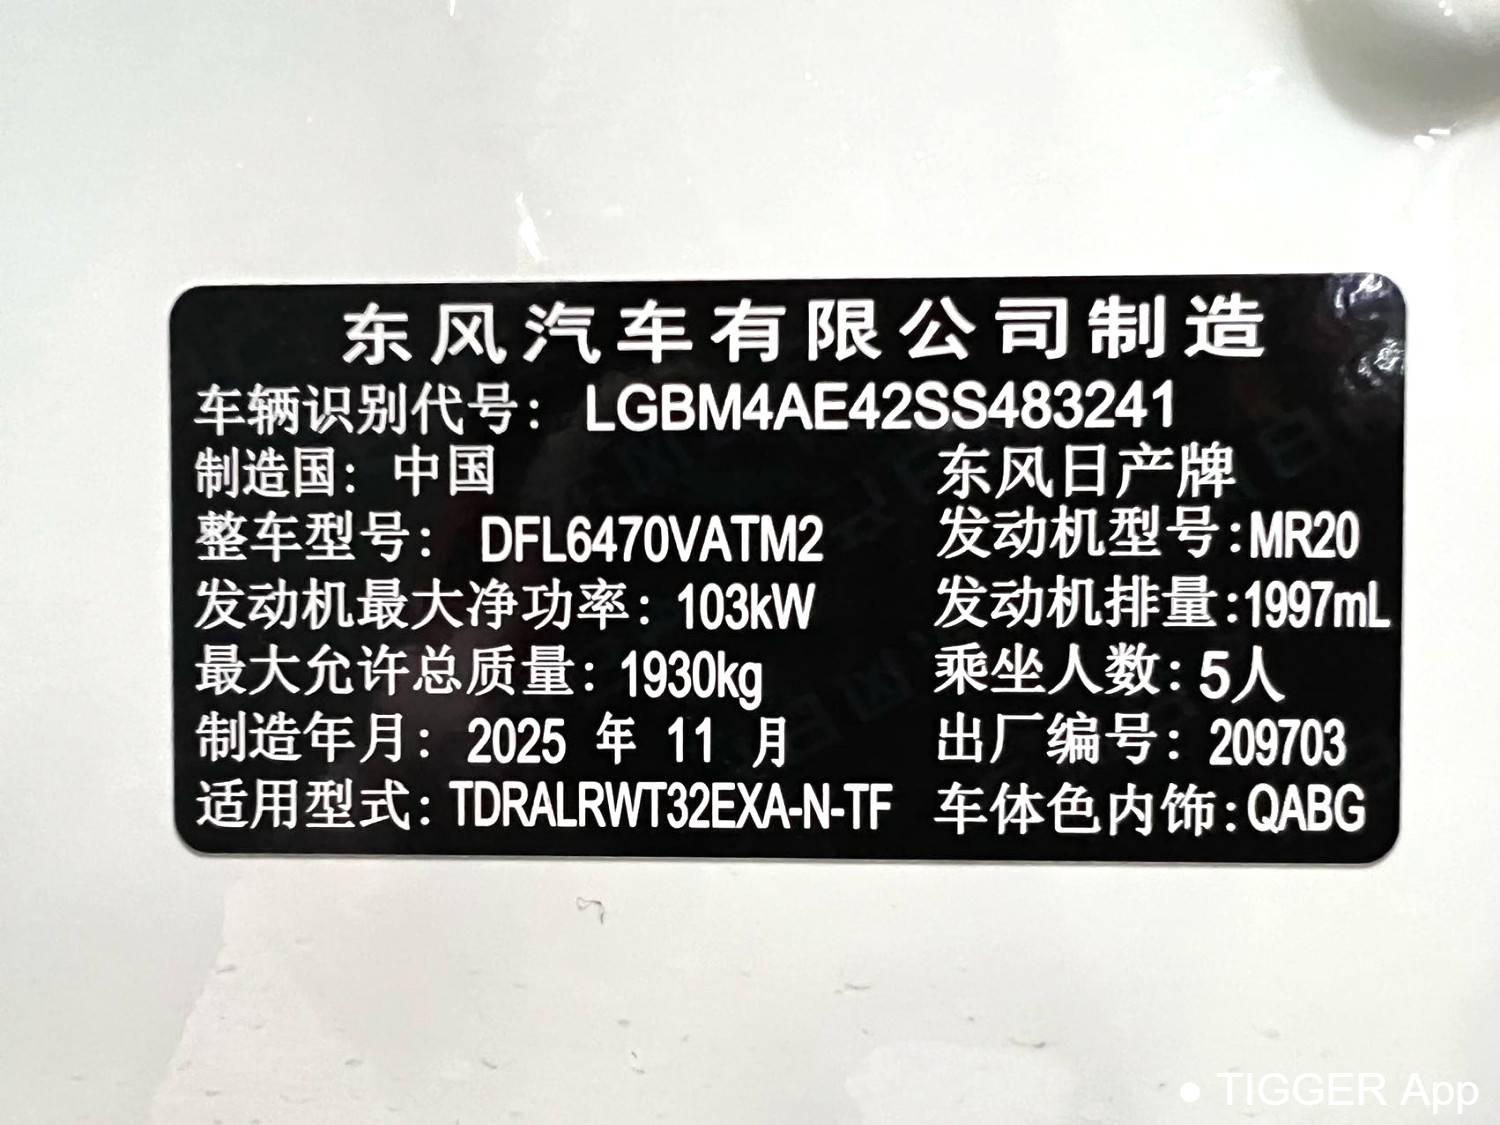 东风汽车有限公司制造
车辆识别代号: LGBM4AE42SS483241
制造国: 中国 东风日产牌
整车型号: DFL6470VATM2 发动机型号:MR20
发动机最大净功率: 103kW 发动机排量:1997mL
最大允许总质量: 1930kg 乘坐人数: 5人
制造年月: 2025 年 11 月 出厂编号: 209703
适用型式: TDRALRWT32EXA-N-TF 车体色内饰:QABG
● TIGGER App